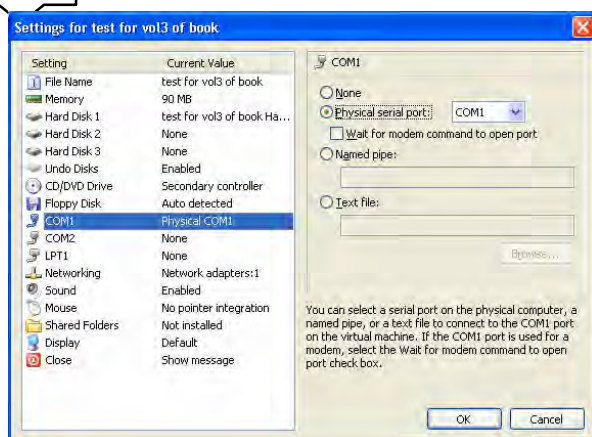 Settings for test for vol3 of book
Setting Current Value
File Name test for vol3 of book
Memory 90 MB
Hard Disk 1 test for vol3 of book Ha...
Hard Disk 2 None
Hard Disk 3 None
Undo Disks Enabled
CD/DVD Drive Secondary controller
Floppy Disk Auto detected
COM1 Physical COM1
COM2 None
LPT1 None
Networking Network adapters:1
Sound Enabled
Mouse No pointer integration
Shared Folders Not installed
Display Default
Close Show message
COM1
None
Physical serial port: COM1
Wait for modem command to open port
Named pipe:
Text file:
Browse...
You can select a serial port on the physical computer, a
named pipe, or a text file to connect to the COM1 port
on the virtual machine. If the COM1 port is used for a
modem, select the Wait for modem command to open
port check box.
OK Cancel